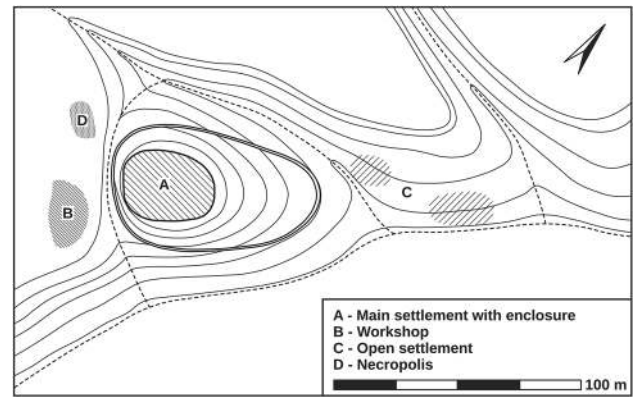 D
A
C
B
A - Main settlement with enclosure
B - Workshop
C - Open settlement
D - Necropolis
100 m